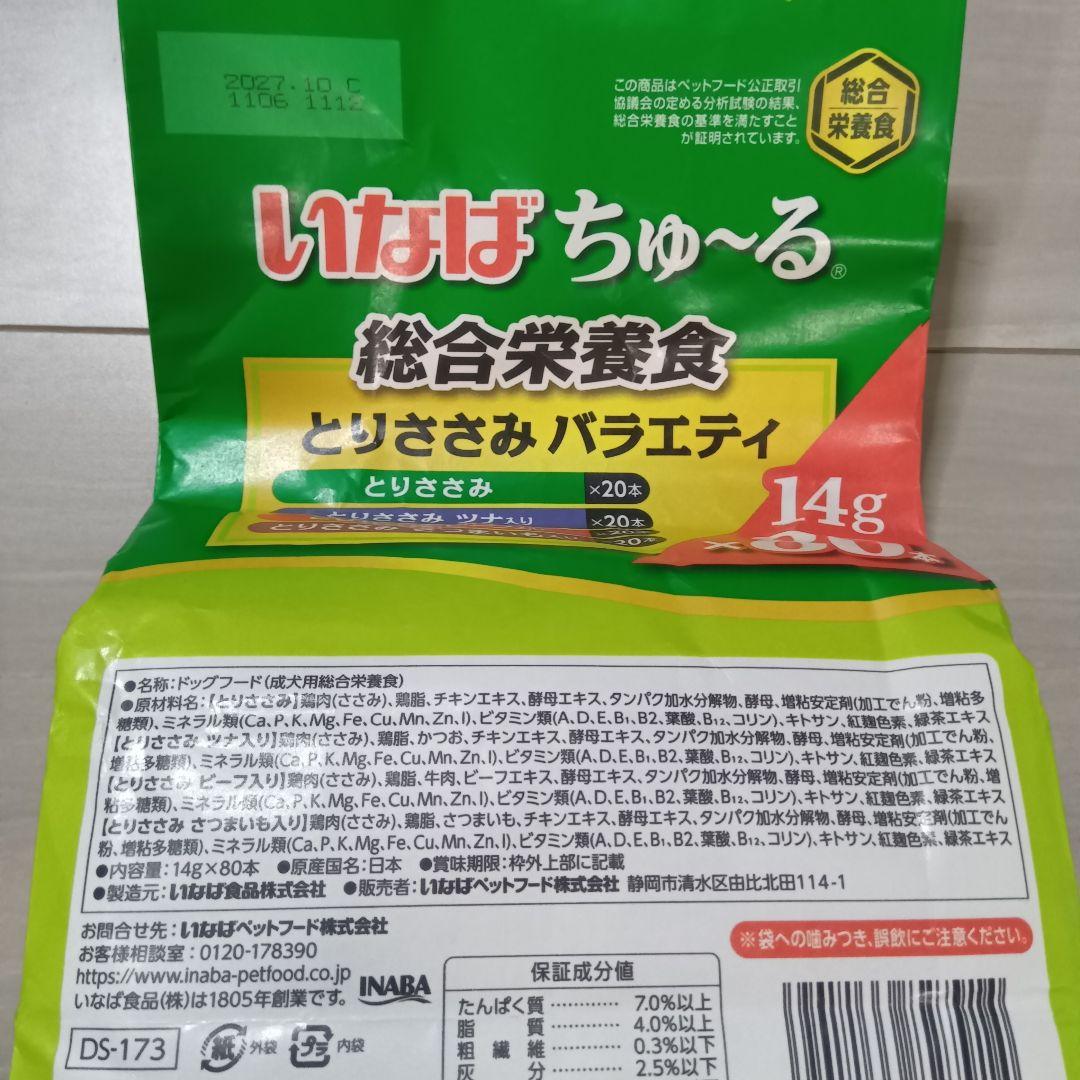 2027.10 C
1106 1112
この商品はペットフード公正取引
協議会の定める分析試験の結果、
総合栄養食の基準を満たすこと
が証明されています。
総合
栄養食
いなば ちゅ~る®
総合栄養食
とりささみ バラエティ
とりささみ ×20本
とりささみ ツナ入り ×20本
とりささみ まいも入り 20本
14g
×80本
●名称:ドッグフード(成犬用総合栄養食)
●原材料名:【とりささみ】鶏肉(ささみ)、鶏脂、チキンエキス、酵母エキス、タンパク加水分解物、酵母、増粘安定剤(加工でん粉、増粘多
糖類)、ミネラル類(Ca,P,K,Mg,Fe,Cu,Mn,Zn,I)、ビタミン類(A,D,E,B₁,B2,葉酸,B₁₂,コリン)、キトサン、紅麹色素、緑茶エキス
【とりささみ ツナ入り】鶏肉(ささみ)、鶏脂、かつお、チキンエキス、酵母エキス、タンパク加水分解物、酵母、増粘安定剤(加工でん粉、
増粘多糖類)、ミネラル類(Ca,P,K,Mg,Fe,Cu,Mn,Zn,I)、ビタミン類(A,D,E,B₁,B2,葉酸,B₁₂,コリン)、キトサン、紅麹色素、緑茶エキス
【とりささみ ビーフ入り】鶏肉(ささみ)、鶏脂、牛肉、ビーフエキス、酵母エキス、タンパク加水分解物、酵母、増粘安定剤(加工でん粉、増
粘多糖類)、ミネラル類(Ca,P,K,Mg,Fe,Cu,Mn,Zn,I)、ビタミン類(A,D,E,B₁,B2,葉酸,B₁₂,コリン)、キトサン、紅麹色素、緑茶エキス
【とりささみ さつまいも入り】鶏肉(ささみ)、鶏脂、さつまいも、チキンエキス、酵母エキス、タンパク加水分解物、酵母、増粘安定剤(加工でん
粉、増粘多糖類)、ミネラル類(Ca,P,K,Mg,Fe,Cu,Mn,Zn,I)、ビタミン類(A,D,E,B₁,B2,葉酸,B₁₂,コリン)、キトサン、紅麹色素、緑茶エキス
●内容量:14g×80本 ●原産国名:日本 ●賞味期限:枠外上部に記載
●製造元:いなば食品株式会社 ●販売者:いなばペットフード株式会社 静岡市清水区由比北田114-1
お問合せ先:いなばペットフード株式会社
お客様相談室:0120-178390
https://www.inaba-petfood.co.jp
いなば食品(株)は1805年創業です。
INABA
DS-173
紙 外袋
プラ 内袋
※袋への噛みつき、誤飲にご注意ください。
保証成分値
たんぱく質 ………… 7.0%以上
脂質 ………… 4.0%以上
粗繊維 ………… 0.3%以下
灰分 ………… 2.5%以下